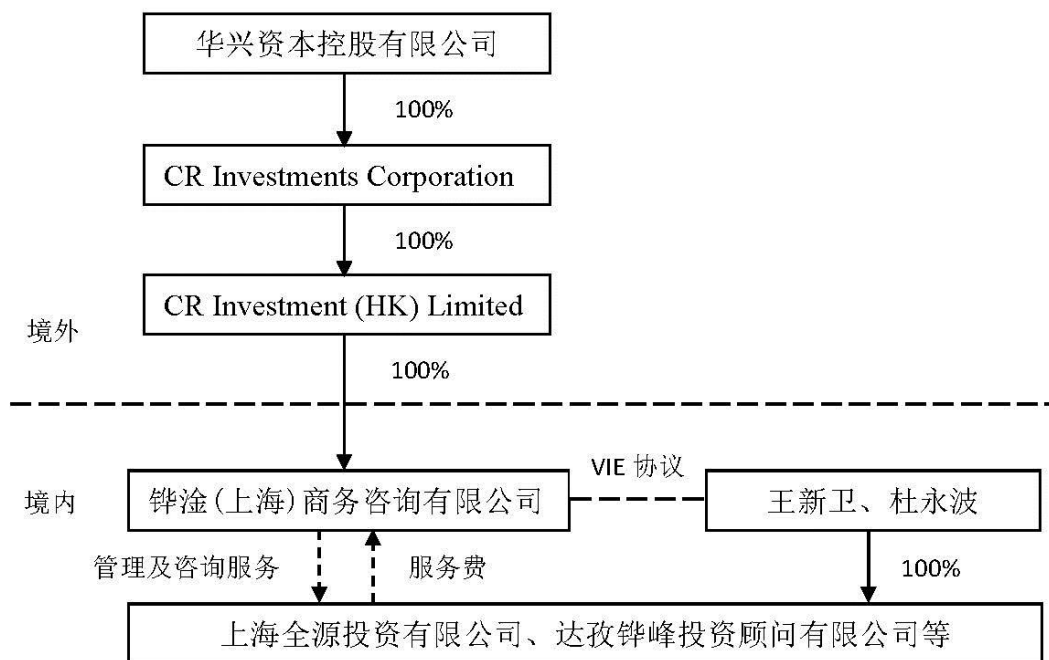 华兴资本控股有限公司
100%
CR Investments Corporation
100%
CR Investment (HK) Limited
境外
100%
VIE 协议
境内
铧淦(上海)商务咨询有限公司
王新卫、杜永波
管理及咨询服务
服务费
100%
上海全源投资有限公司、达孜铧峰投资顾问有限公司等